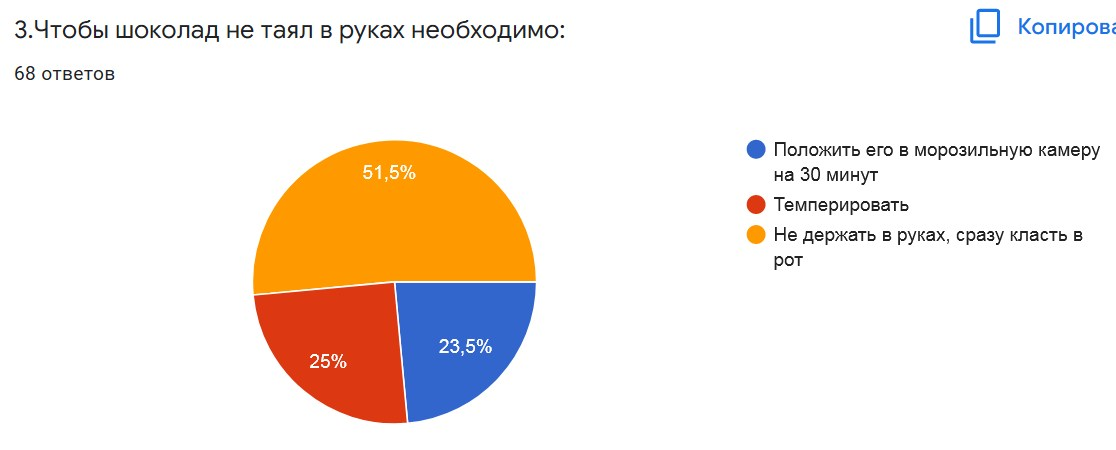 3.Чтобы шоколад не таял в руках необходимо:
Копирова
68 ответов
51,5%
25%
23,5%
Положить его в морозильную камеру
на 30 минут
Темперировать
Не держать в руках, сразу класть в
рот